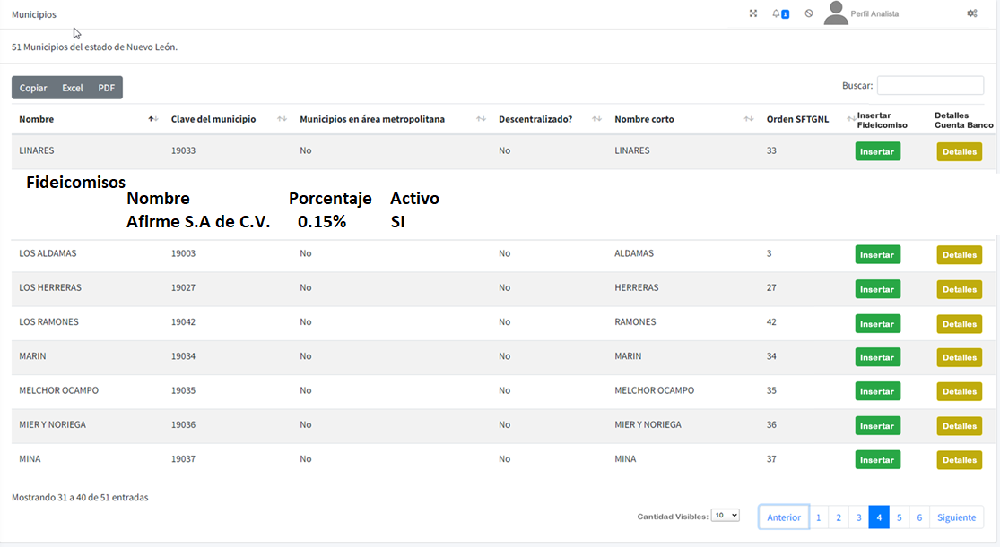 Municipios
1
Perfil Analista
51 Municipios del estado de Nuevo León.
Copiar Excel PDF
Buscar:
Nombre Clave del municipio Municipios en área metropolitana Descentralizado? Nombre corto Orden SFTGNL Insertar Fideicomiso Detalles Cuenta Banco
LINARES 19033 No No LINARES 33 Insertar Detalles
Fideicomisos
Nombre Porcentaje Activo
Afirme S.A de C.V. 0.15% SI
LOS ALDAMAS 19003 No No ALDAMAS 3 Insertar Detalles
LOS HERRERAS 19027 No No HERRERAS 27 Insertar Detalles
LOS RAMONES 19042 No No RAMONES 42 Insertar Detalles
MARIN 19034 No No MARIN 34 Insertar Detalles
MELCHOR OCAMPO 19035 No No MELCHOR OCAMPO 35 Insertar Detalles
MIER Y NORIEGA 19036 No No MIER Y NORIEGA 36 Insertar Detalles
MINA 19037 No No MINA 37 Insertar Detalles
Mostrando 31 a 40 de 51 entradas
Cantidad Visibles: 10 Anterior 1 2 3 4 5 6 Siguiente